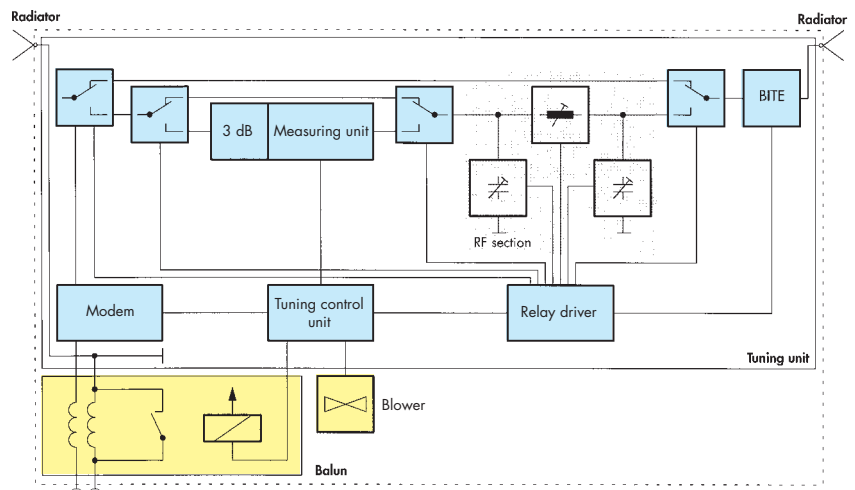 Radiator
Radiator
BITE
3 dB
Measuring unit
RF section
Modem
Tuning control
unit
Relay driver
Tuning unit
Blower
Balun